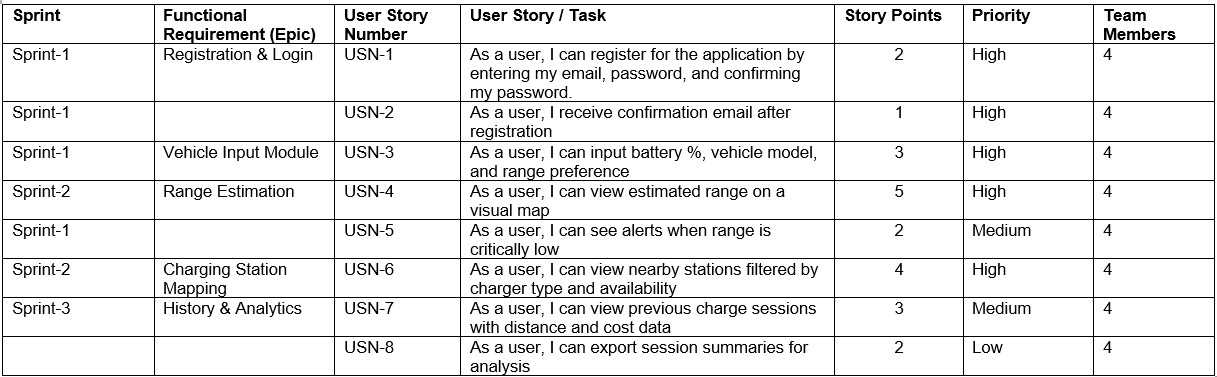 Sprint Functional Requirement (Epic) User Story Number User Story / Task Story Points Priority Team Members
Sprint-1 Registration & Login USN-1 As a user, I can register for the application by entering my email, password, and confirming my password. 2 High 4
Sprint-1 USN-2 As a user, I receive confirmation email after registration 1 High 4
Sprint-1 Vehicle Input Module USN-3 As a user, I can input battery %, vehicle model, and range preference 3 High 4
Sprint-2 Range Estimation USN-4 As a user, I can view estimated range on a visual map 5 High 4
Sprint-1 USN-5 As a user, I can see alerts when range is critically low 2 Medium 4
Sprint-2 Charging Station Mapping USN-6 As a user, I can view nearby stations filtered by charger type and availability 4 High 4
Sprint-3 History & Analytics USN-7 As a user, I can view previous charge sessions with distance and cost data 3 Medium 4
USN-8 As a user, I can export session summaries for analysis 2 Low 4